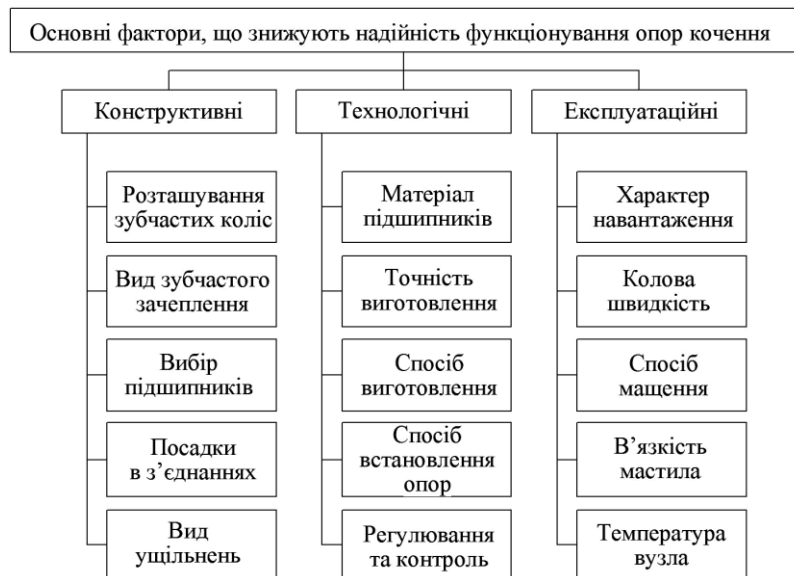 Основні фактори, що знижують надійність функціонування опор кочення
Конструктивні
Розташування
зубчастих коліс
Вид зубчастого
зачеплення
Вибір
підшипників
Посадки
в з’єднаннях
Вид
ущільнень
Технологічні
Матеріал
підшипників
Точність
виготовлення
Спосіб
виготовлення
Спосіб
встановлення
опор
Регулювання
та контроль
Експлуатаційні
Характер
навантаження
Колова
швидкість
Спосіб
мащення
В’язкість
мастила
Температура
вузла